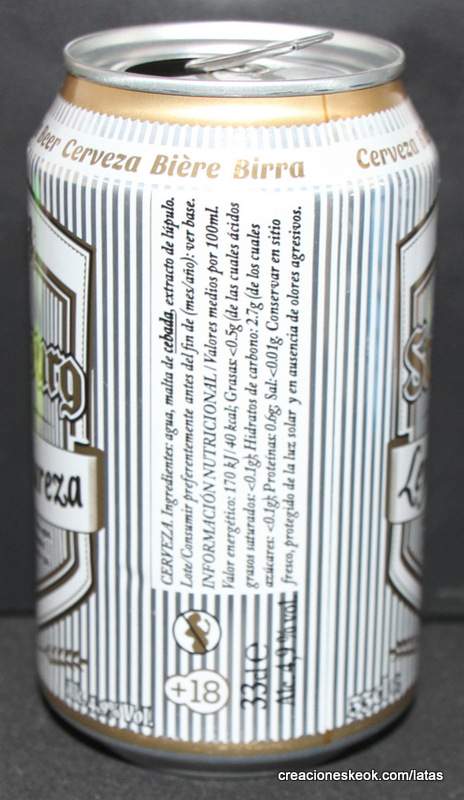 Beer Cerveza Bière Birra
Cerveza
CERVEZA. Ingredientes: agua, malta de cebada, extracto de lúpulo.
Lote/Consumir preferentemente antes del fin de (mes/año): ver base.
INFORMACIÓN NUTRICIONAL / Valores medios por 100ml.
Valor energético: 170 kJ / 40 kcal; Grasas: <0.5g (de las cuales ácidos
grasos saturados: <0.1g); Hidratos de carbono: 2.7g (de los cuales
azúcares: <0.1g); Proteínas: 0.6g; Sal: <0.01g. Conservar en sitio
fresco, protegido de la luz solar y en ausencia de olores agresivos.
+18
33cl e
Alc. 4,9 % vol.
urg
ureza
creacioneskeok.com/latas